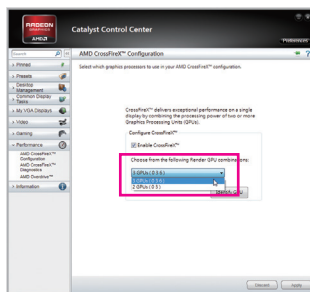 RADEON
GRAPHICS
AMD
Catalyst Control Center
Preferences
Search
AMD CrossFireX™ Configuration
Select which graphics processors to use in your AMD CrossFireX™ configuration.
Pinned
Presets
Desktop
Management
Common Display
Tasks
My VGA Displays
Video
Gaming
Performance
AMD CrossFireX™
Configuration
AMD CrossFireX™
Diagnostics
AMD Overdrive™
Information
CrossFireX™ delivers exceptional performance on a single
display by combining the processing power of two or more
Graphics Processing Units (GPUs).
Configure CrossFireX™
Enable CrossFireX™
Choose from the following Render GPU combinations:
3 GPUs ( 0 3 6 )
3 GPUs ( 0 3 6 )
2 GPUs ( 0 3 )
Identify GPU
Discard
Apply